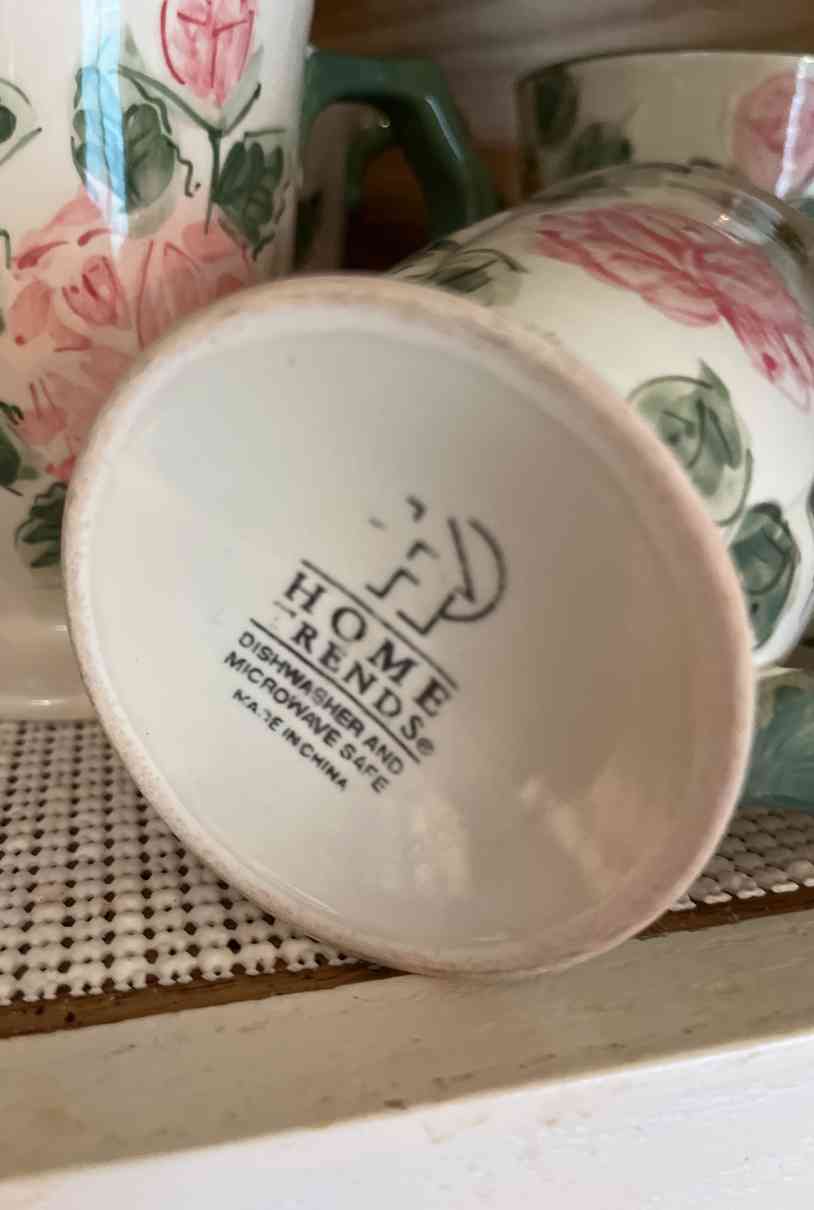 HOME
TRENDS®
DISHWASHER AND
MICROWAVE SAFE
MADE IN CHINA